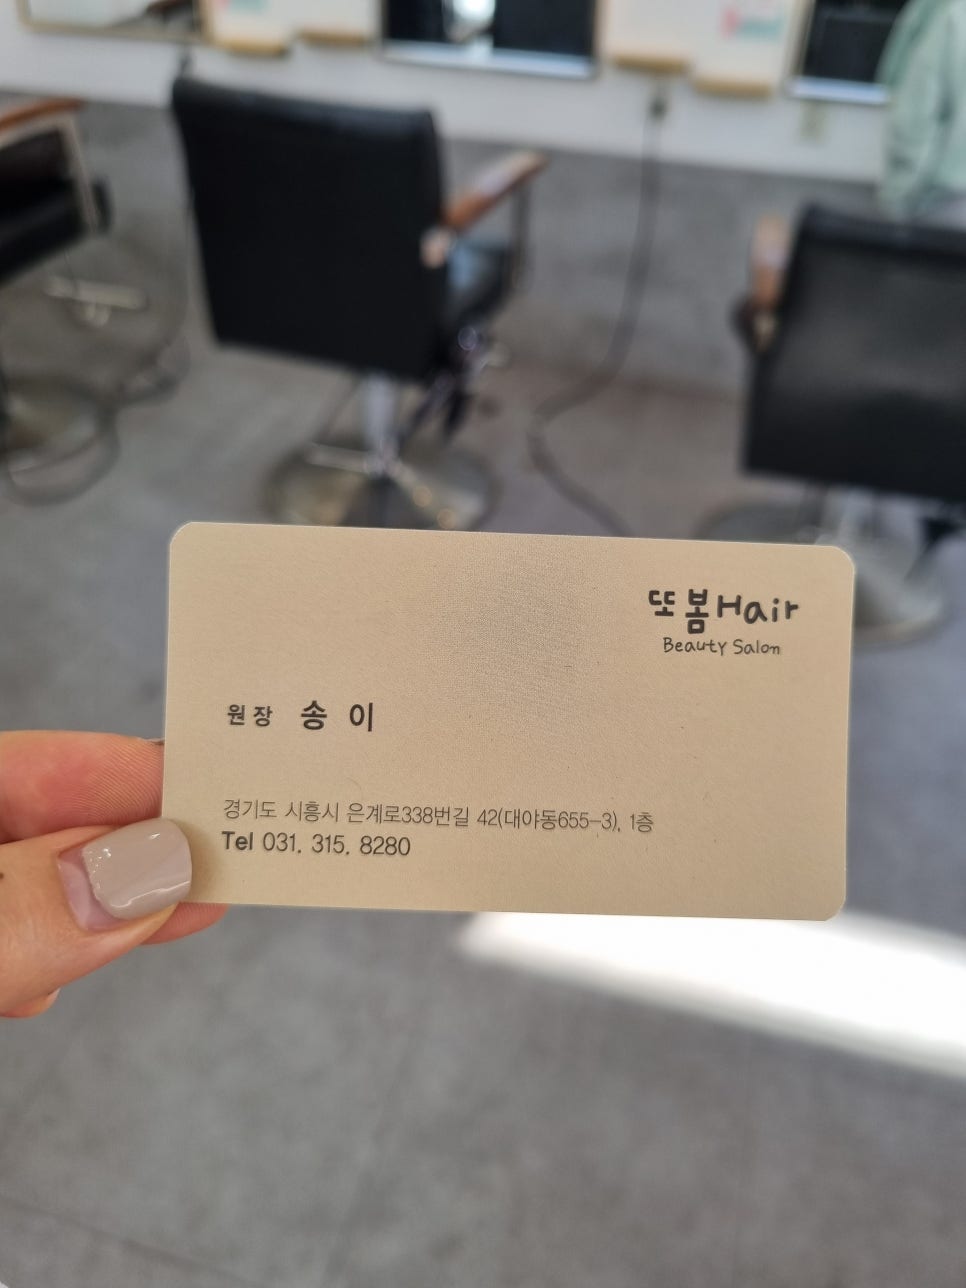 또봄Hair
Beauty Salon
원장 송 이
경기도 시흥시 은계로338번길 42(대야동655-3), 1층
Tel 031. 315. 8280